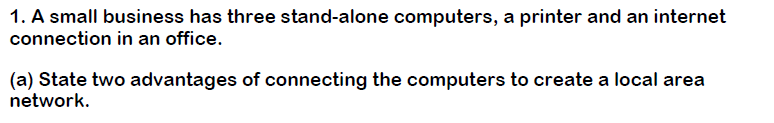 1. A small business has three stand-alone computers, a printer and an internet
connection in an office.
(a) State two advantages of connecting the computers to create a local area
network.